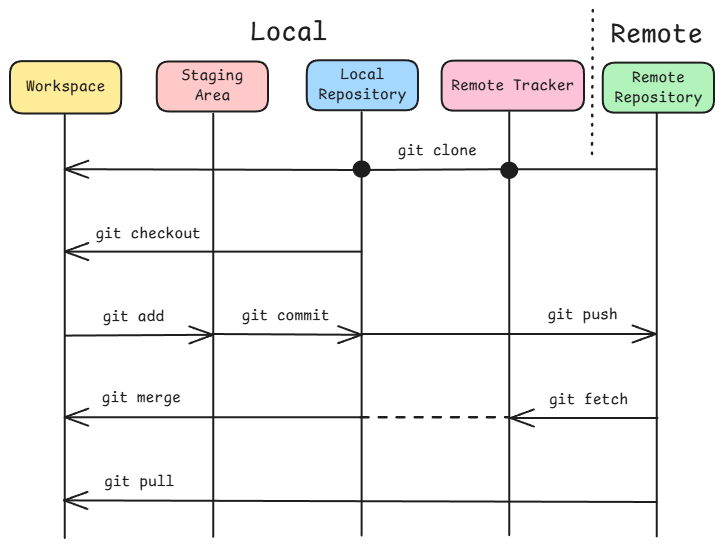 Local
Remote
Workspace
Staging
Area
Local
Repository
Remote Tracker
Remote
Repository
git clone
git checkout
git add
git commit
git push
git merge
git fetch
git pull